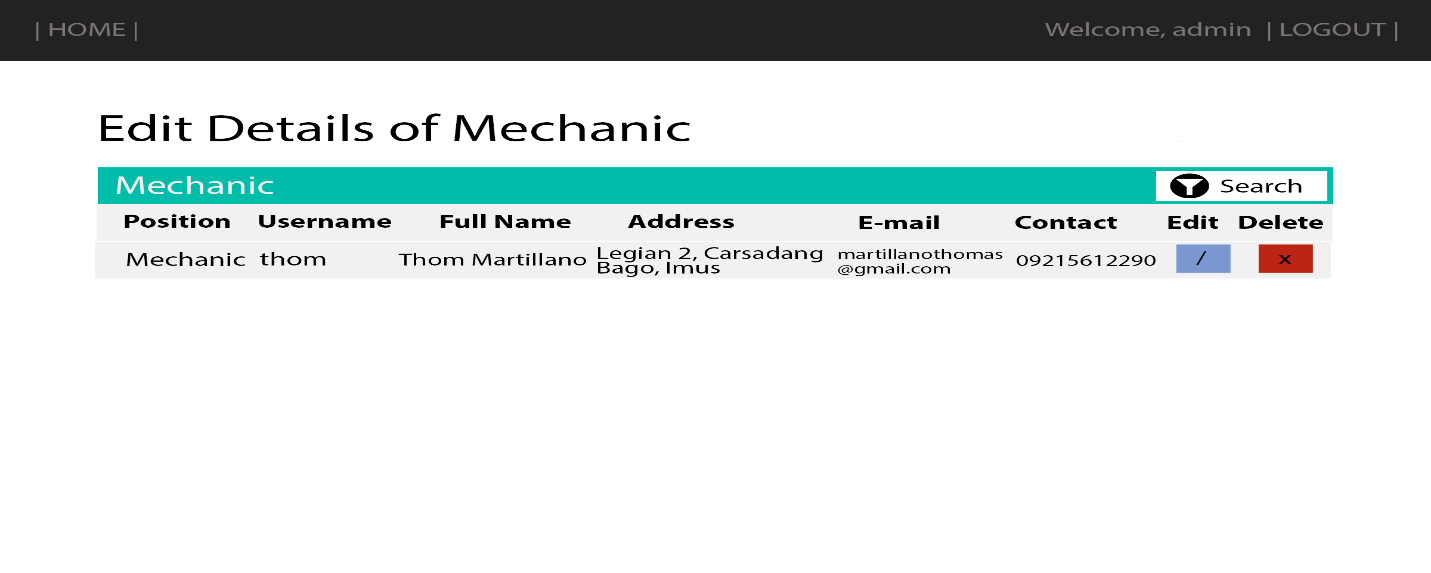 | HOME |
Welcome, admin | LOGOUT |
Edit Details of Mechanic
Mechanic
Search
Position Username Full Name Address E-mail Contact Edit Delete
Mechanic thom Thom Martillano Legian 2, Carsadang Bago, Imus martillanothomas@gmail.com 09215612290 / x